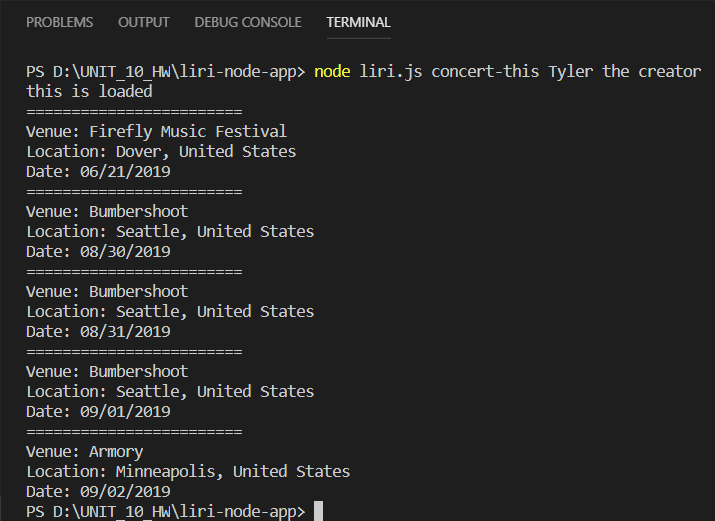 PROBLEMS OUTPUT DEBUG CONSOLE TERMINAL
PS D:\UNIT_10_HW\liri-node-app> node liri.js concert-this Tyler the creator
this is loaded
========================
Venue: Firefly Music Festival
Location: Dover, United States
Date: 06/21/2019
========================
Venue: Bumbershoot
Location: Seattle, United States
Date: 08/30/2019
========================
Venue: Bumbershoot
Location: Seattle, United States
Date: 08/31/2019
========================
Venue: Bumbershoot
Location: Seattle, United States
Date: 09/01/2019
========================
Venue: Armory
Location: Minneapolis, United States
Date: 09/02/2019
PS D:\UNIT_10_HW\liri-node-app>